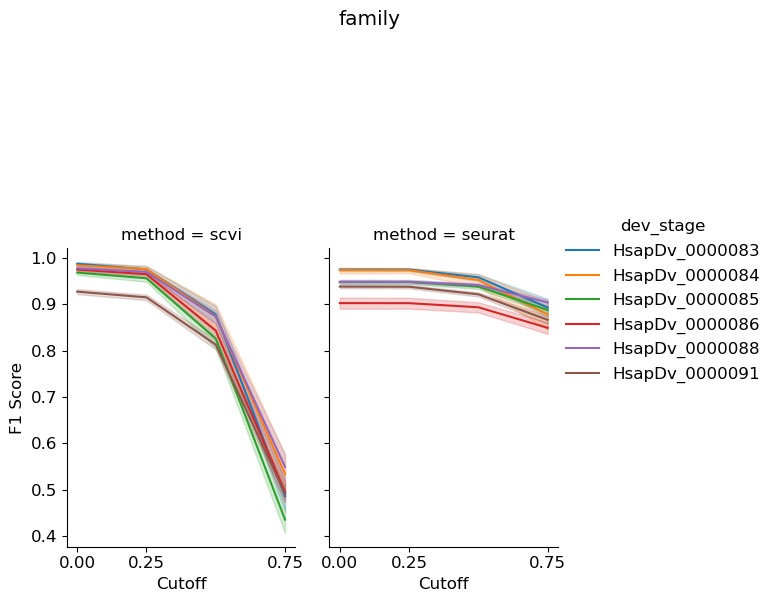 family
method = scvi
method = seurat
dev_stage
HsapDv_0000083
HsapDv_0000084
HsapDv_0000085
HsapDv_0000086
HsapDv_0000088
HsapDv_0000091
F1 Score
1.0
0.9
0.8
0.7
0.6
0.5
0.4
0.00 0.25 0.75
0.00 0.25 0.75
Cutoff
Cutoff